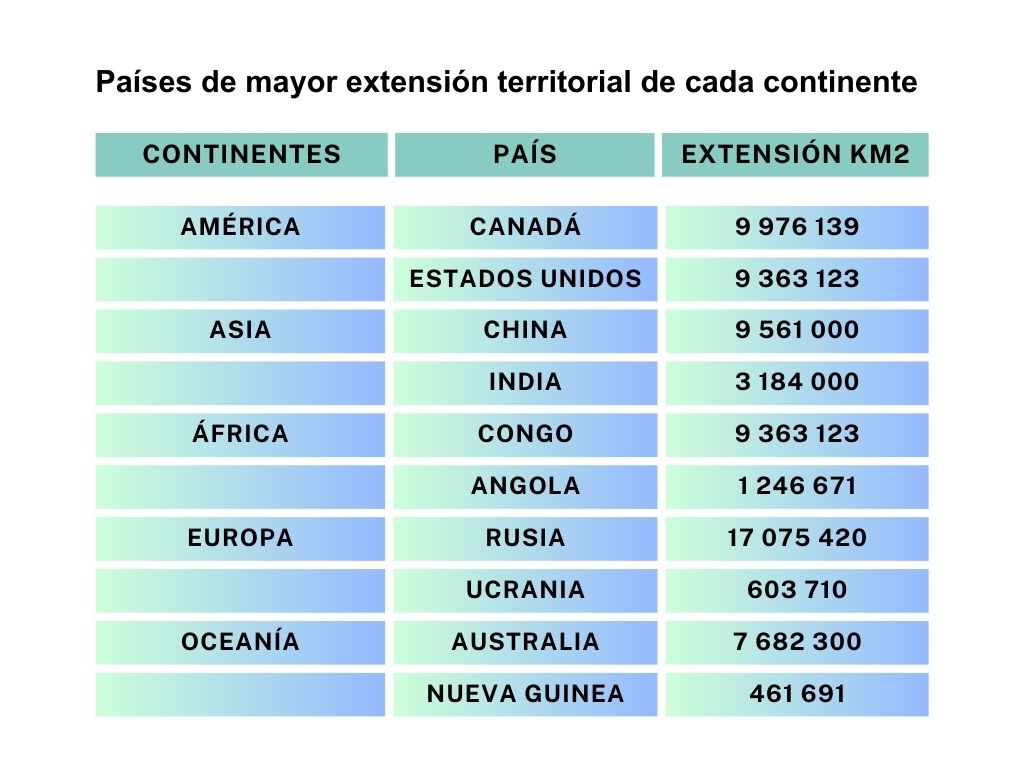 Países de mayor extensión territorial de cada continente
CONTINENTES PAÍS EXTENSIÓN KM2
AMÉRICA CANADÁ 9 976 139
ESTADOS UNIDOS 9 363 123
ASIA CHINA 9 561 000
INDIA 3 184 000
ÁFRICA CONGO 9 363 123
ANGOLA 1 246 671
EUROPA RUSIA 17 075 420
UCRANIA 603 710
OCEANÍA AUSTRALIA 7 682 300
NUEVA GUINEA 461 691